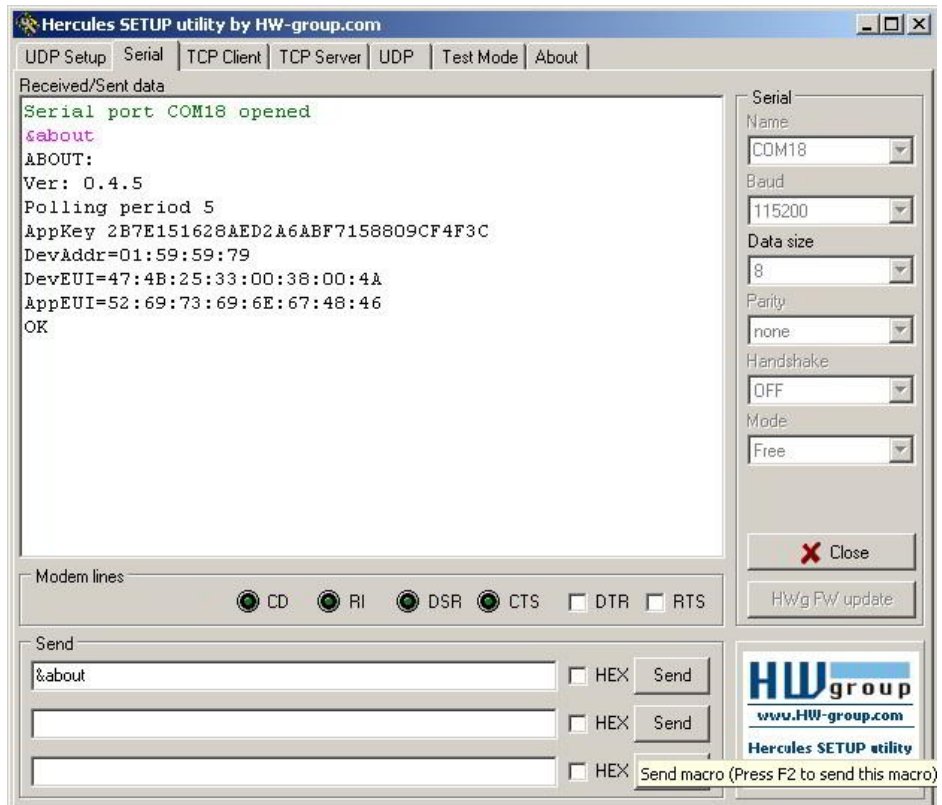 Hercules SETUP utility by HW-group.com
UDP Setup Serial TCP Client TCP Server UDP Test Mode About
Received/Sent data
Serial port COM18 opened
&about
ABOUT:
Ver: 0.4.5
Polling period 5
AppKey 2B7E151628AED2A6ABF7158809CF4F3C
DevAddr=01:59:59:79
DevEUI=47:4B:25:33:00:38:00:4A
AppEUI=52:69:73:69:6E:67:48:46
OK
Serial
Name
COM18
Baud
115200
Data size
8
Parity
none
Handshake
OFF
Mode
Free
Close
HWg FW update
Modem lines
CD RI DSR CTS DTR RTS
Send
&about HEX Send
HEX Send
HEX
HW group
www.HW-group.com
Hercules SETUP utility
Send macro (Press F2 to send this macro)